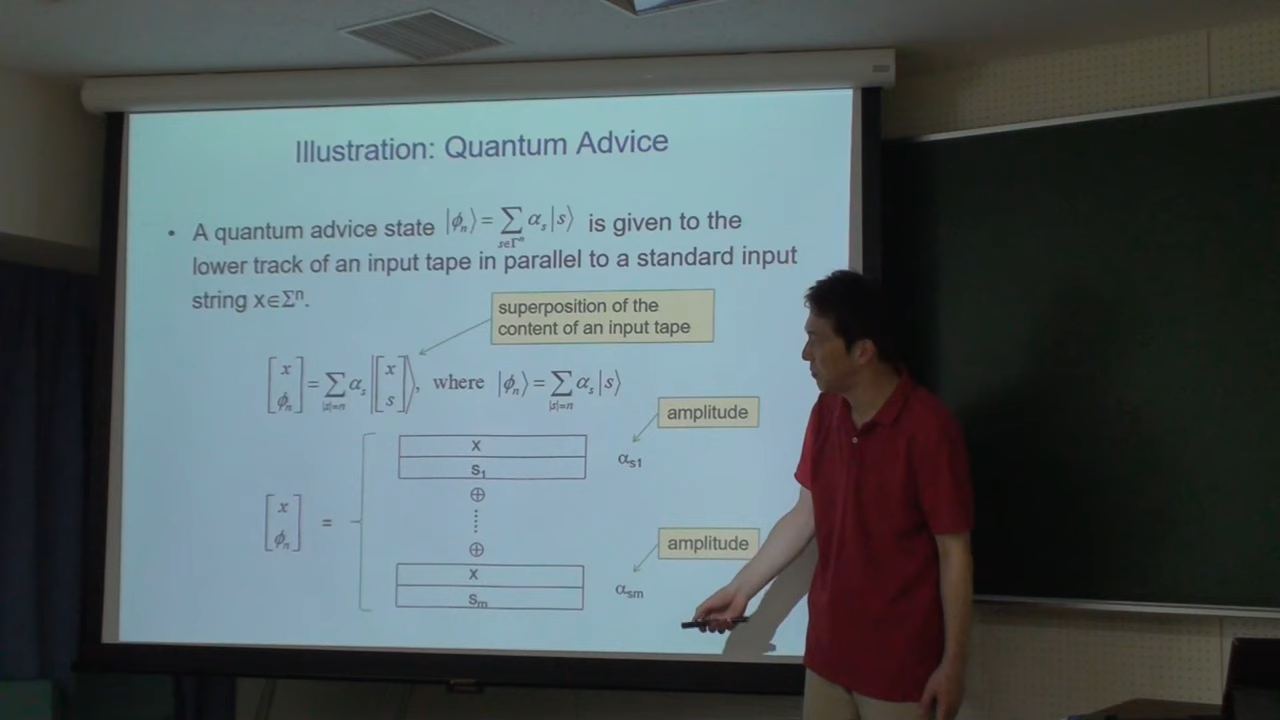 Illustration: Quantum Advice
• A quantum advice state |ϕₙ⟩ = ∑_{s∈Γⁿ} αₛ|s⟩ is given to the
lower track of an input tape in parallel to a standard input
string x∈Σⁿ.
superposition of the
content of an input tape
[x ϕₙ] = ∑_{|s|=n} αₛ |[x s]⟩, where |ϕₙ⟩ = ∑_{|s|=n} αₛ|s⟩
amplitude
x
s₁
αs1
⊕
⊕
[x ϕₙ] =
amplitude
x
sₘ
αsm